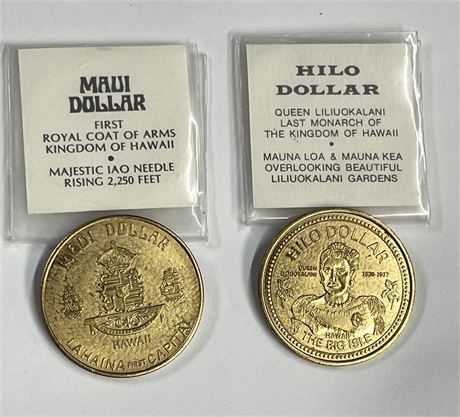 MAUI
DOLLAR
FIRST
ROYAL COAT OF ARMS
KINGDOM OF HAWAII
•
MAJESTIC IAO NEEDLE
RISING 2,250 FEET
HILO
DOLLAR
QUEEN LILIUOKALANI
LAST MONARCH OF
THE KINGDOM OF HAWAII
•
MAUNA LOA & MAUNA KEA
OVERLOOKING BEAUTIFUL
LILIUOKALANI GARDENS
MAUI DOLLAR
HAWAII
LAHAINA FIRST CAPITAL
HILO DOLLAR
QUEEN
LILIUOKALANI
1838-1917
HAWAII
THE BIG ISLE